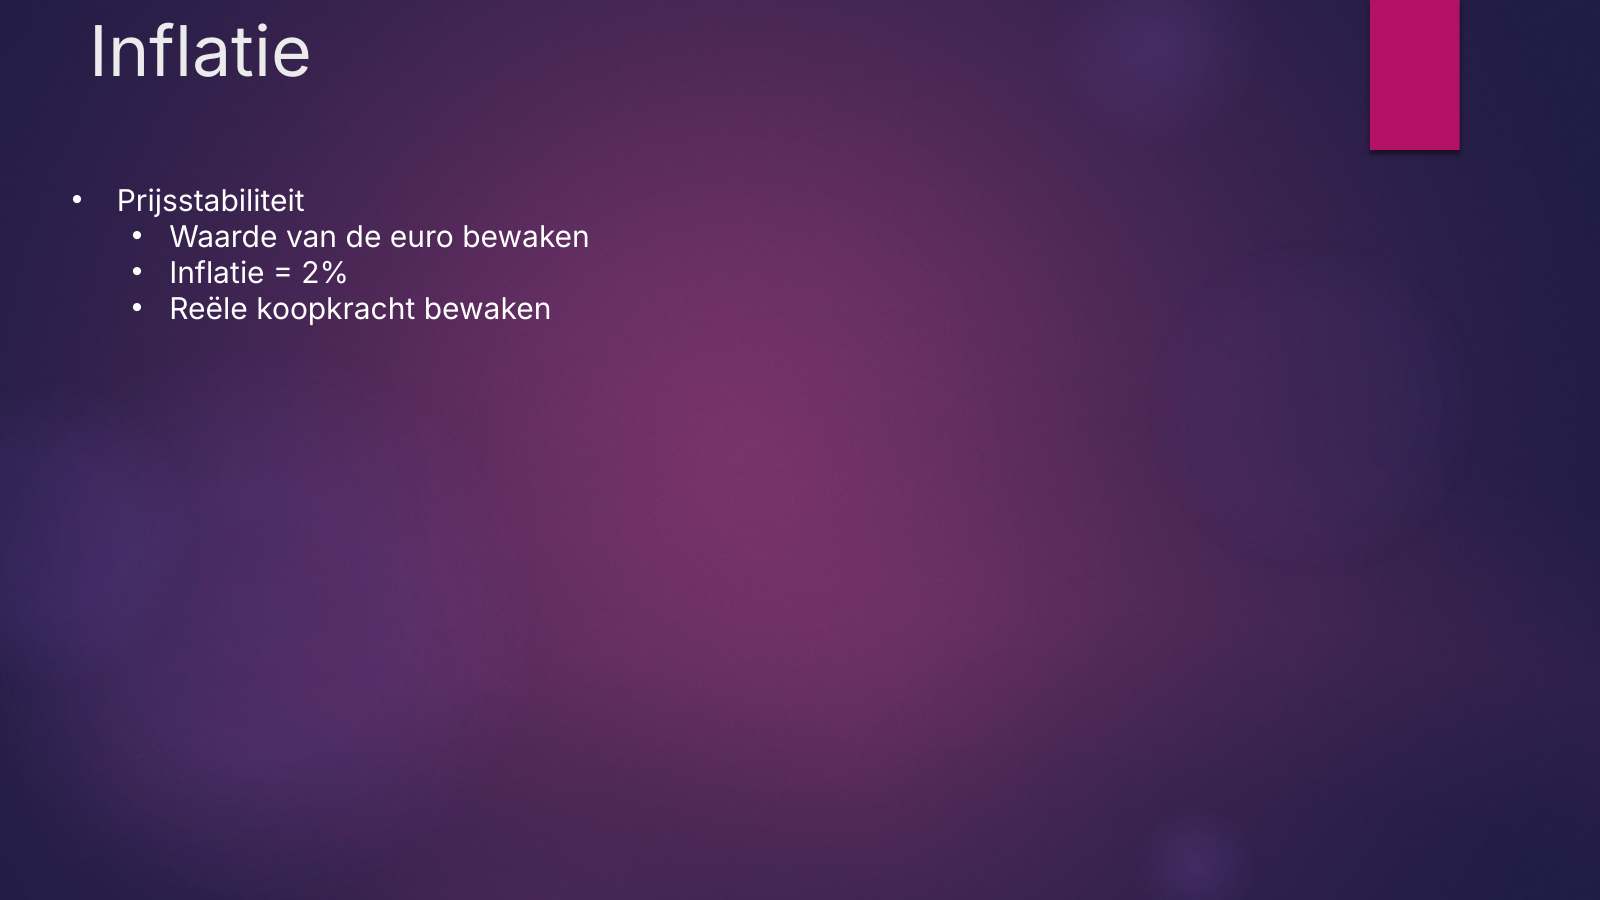 Inflatie
• Prijsstabiliteit
• Waarde van de euro bewaken
• Inflatie = 2%
• Reële koopkracht bewaken